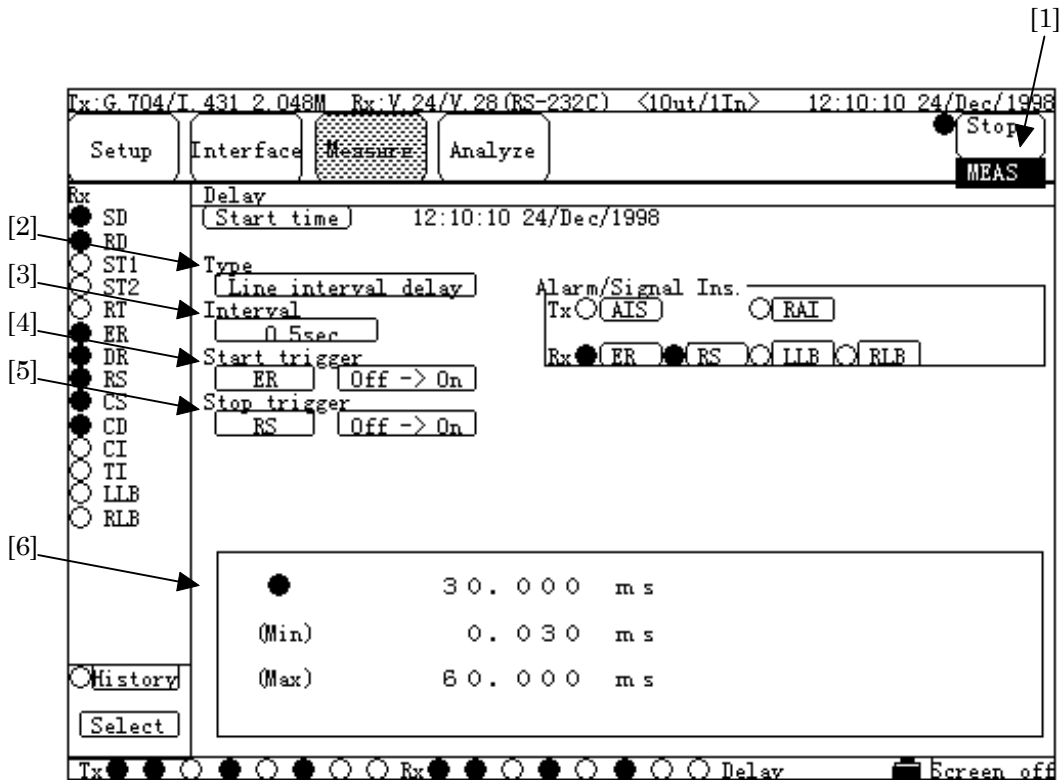 [1]
Tx:G.704/I.431 2.048M Rx:V.24/V.28(RS-232C) <1Out/1In> 12:10:10 24/Dec/1998
Setup Interface Measure Analyze Stop
MEAS
Rx Delay
SD Start time 12:10:10 24/Dec/1998
[2] RD
ST1 Type
[3] ST2 Line interval delay Alarm/Signal Ins.
RT Interval Tx AIS RAI
[4] ER 0.5sec
DR Start trigger Rx ER RS LLB RLB
[5] RS ER Off -> On
CS Stop trigger
CD RS Off -> On
CI
TI
LLB
RLB
[6]
30.000 ms
(Min) 0.030 ms
History (Max) 60.000 ms
Select
Tx Rx Delay Screen off